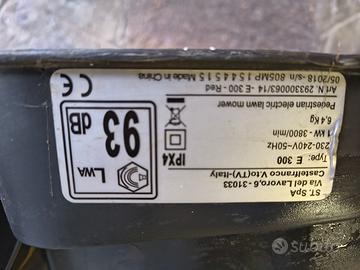 ST. SpA
Via del Lavoro,6 - 31033
Castelfranco V.to(TV)-Italy
Type: E 300
230-240V~50Hz
1 kW - 3800/min
6,4 Kg
Pedestrian electric lawn mower
Art.N. 293300063/14 -E 300 -Red
05/2018 -s/n 805MP 1544515 Made in China
IPX4
LWA
93
dB
CE
subito